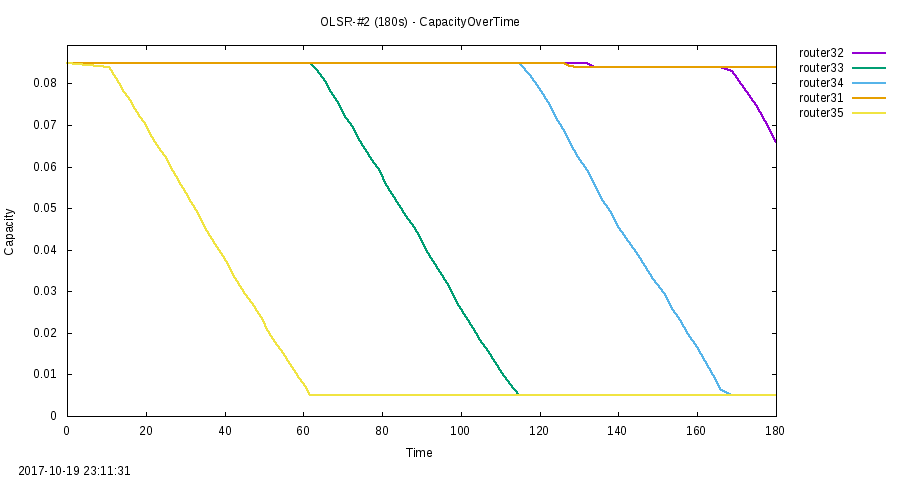 OLSR-#2 (180s) - CapacityOverTime
router32
router33
router34
router31
router35
Capacity
0.08
0.07
0.06
0.05
0.04
0.03
0.02
0.01
0
0 20 40 60 80 100 120 140 160 180
Time
2017-10-19 23:11:31